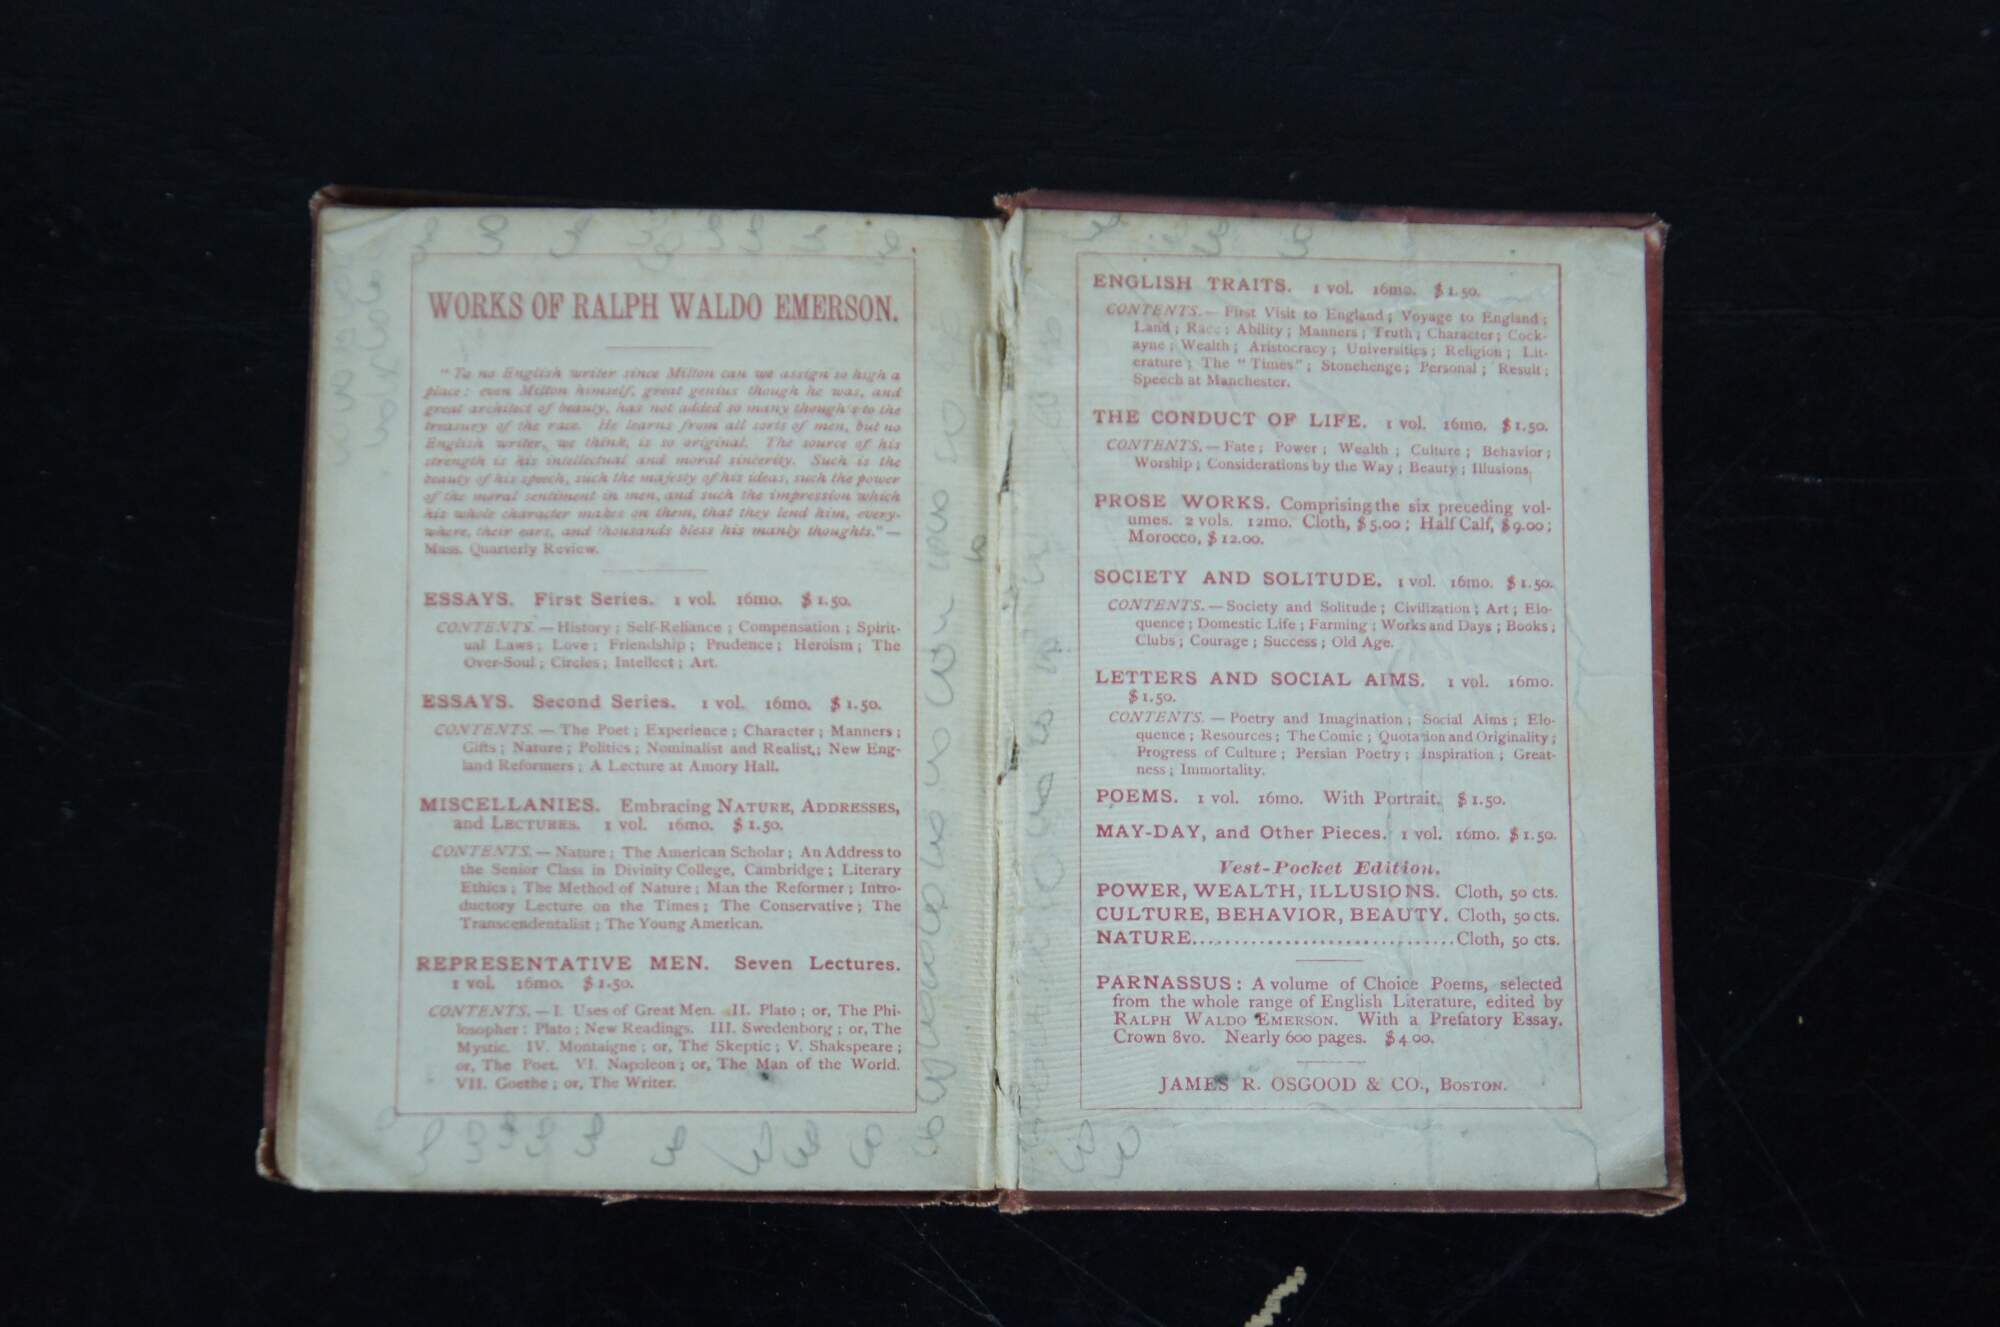 WORKS OF RALPH WALDO EMERSON.
"To no English writer since Milton can we assign so high a
place: even Milton himself, great genius though he was, and
great architect of beauty, has not added so many thoughts to the
treasury of the race. He learns from all sorts of men, but no
English writer, we think, is so original. The source of his
strength is his intellectual and moral sincerity. Such is the
beauty of his speech, such the majesty of his ideas, such the power
of the moral sentiment in men, and such the impression which
his whole character makes on them, that they lend him, every-
where, their ears, and thousands bless his manly thoughts."—
Mass. Quarterly Review.
ESSAYS. First Series. 1 vol. 16mo. $1.50.
CONTENTS.—History; Self-Reliance; Compensation; Spirit-
ual Laws; Love; Friendship; Prudence; Heroism; The
Over-Soul; Circles; Intellect; Art.
ESSAYS. Second Series. 1 vol. 16mo. $1.50.
CONTENTS.—The Poet; Experience; Character; Manners;
Gifts; Nature; Politics; Nominalist and Realist; New Eng-
land Reformers; A Lecture at Amory Hall.
MISCELLANIES. Embracing NATURE, ADDRESSES,
and LECTURES. 1 vol. 16mo. $1.50.
CONTENTS.—Nature; The American Scholar; An Address to
the Senior Class in Divinity College, Cambridge; Literary
Ethics; The Method of Nature; Man the Reformer; Intro-
ductory Lecture on the Times; The Conservative; The
Transcendentalist; The Young American.
REPRESENTATIVE MEN. Seven Lectures.
1 vol. 16mo. $1.50.
CONTENTS.—I. Uses of Great Men. II. Plato; or, The Phi-
losopher: Plato; New Readings. III. Swedenborg; or, The
Mystic. IV. Montaigne; or, The Skeptic; V. Shakspeare;
or, The Poet. VI. Napoleon; or, The Man of the World.
VII. Goethe; or, The Writer.
ENGLISH TRAITS. 1 vol. 16mo. $1.50.
CONTENTS.—First Visit to England; Voyage to England;
Land; Race; Ability; Manners; Truth; Character; Cock-
ayne; Wealth; Aristocracy; Universities; Religion; Lit-
erature; The "Times"; Stonehenge; Personal; Result;
Speech at Manchester.
THE CONDUCT OF LIFE. 1 vol. 16mo. $1.50.
CONTENTS.—Fate; Power; Wealth; Culture; Behavior;
Worship; Considerations by the Way; Beauty; Illusions.
PROSE WORKS. Comprising the six preceding vol-
umes. 2 vols. 12mo. Cloth, $5.00; Half Calf, $9.00;
Morocco, $12.00.
SOCIETY AND SOLITUDE. 1 vol. 16mo. $1.50.
CONTENTS.—Society and Solitude; Civilization; Art; Elo-
quence; Domestic Life; Farming; Works and Days; Books;
Clubs; Courage; Success; Old Age.
LETTERS AND SOCIAL AIMS. 1 vol. 16mo.
$1.50.
CONTENTS.—Poetry and Imagination; Social Aims; Elo-
quence; Resources; The Comic; Quotation and Originality;
Progress of Culture; Persian Poetry; Inspiration; Great-
ness; Immortality.
POEMS. 1 vol. 16mo. With Portrait. $1.50.
MAY-DAY, and Other Pieces. 1 vol. 16mo. $1.50.
Vest-Pocket Edition.
POWER, WEALTH, ILLUSIONS. Cloth, 50 cts.
CULTURE, BEHAVIOR, BEAUTY. Cloth, 50 cts.
NATURE................................Cloth, 50 cts.
PARNASSUS: A volume of Choice Poems, selected
from the whole range of English Literature, edited by
RALPH WALDO EMERSON. With a Prefatory Essay.
Crown 8vo. Nearly 600 pages. $4.00.
JAMES R. OSGOOD & CO., BOSTON.